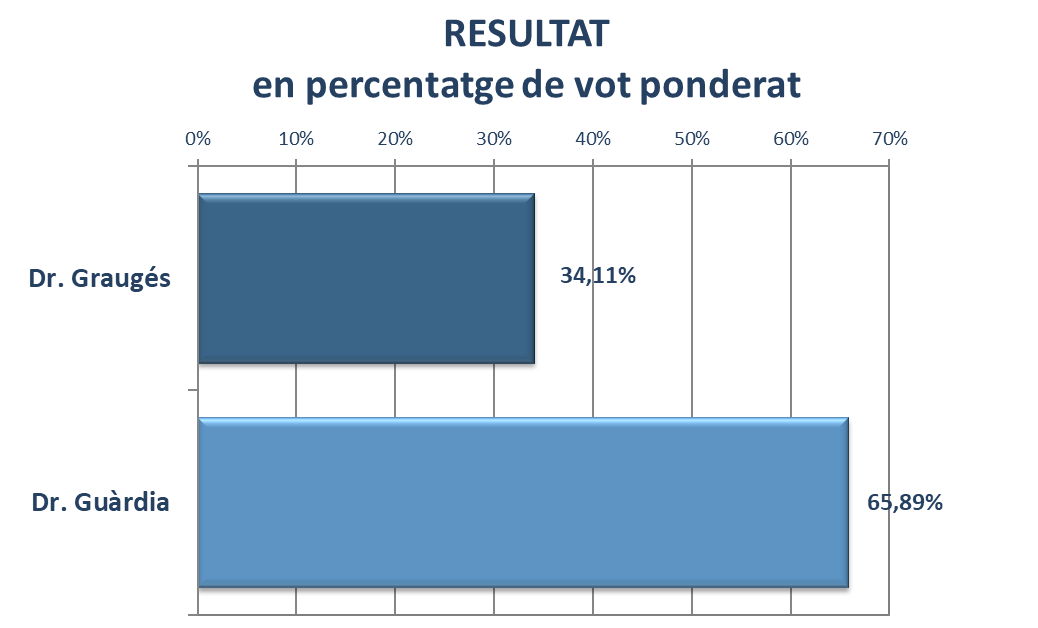 RESULTAT
en percentatge de vot ponderat
0% 10% 20% 30% 40% 50% 60% 70%
Dr. Graugés 34,11%
Dr. Guàrdia 65,89%